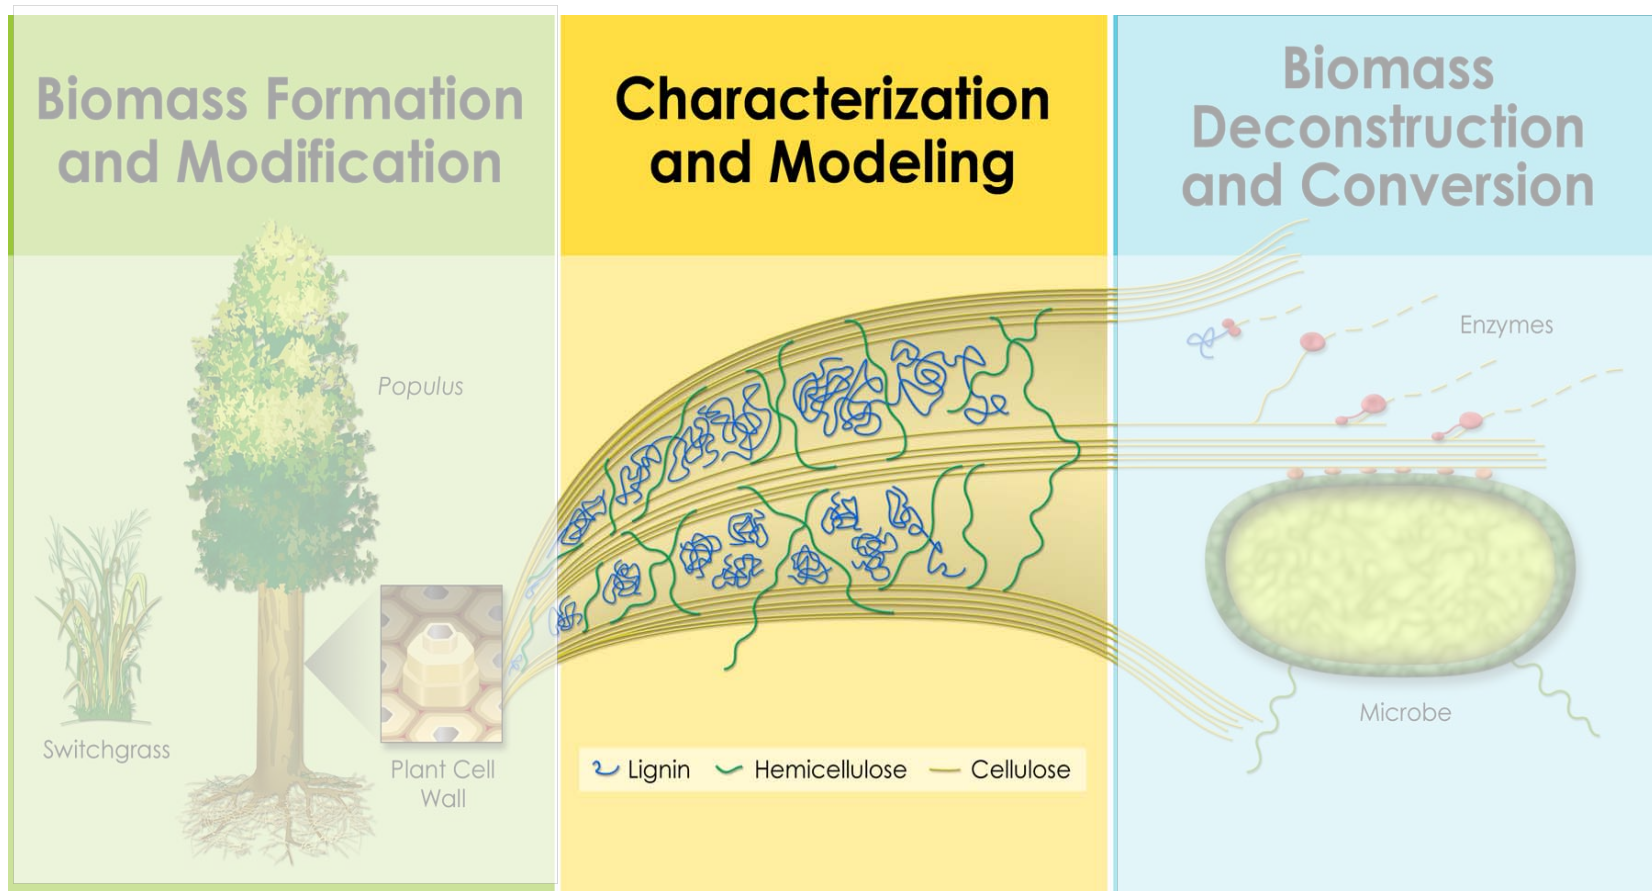 Biomass Formation
and Modification
Populus
Switchgrass
Plant Cell
Wall
Characterization
and Modeling
Lignin Hemicellulose Cellulose
Biomass
Deconstruction
and Conversion
Enzymes
Microbe